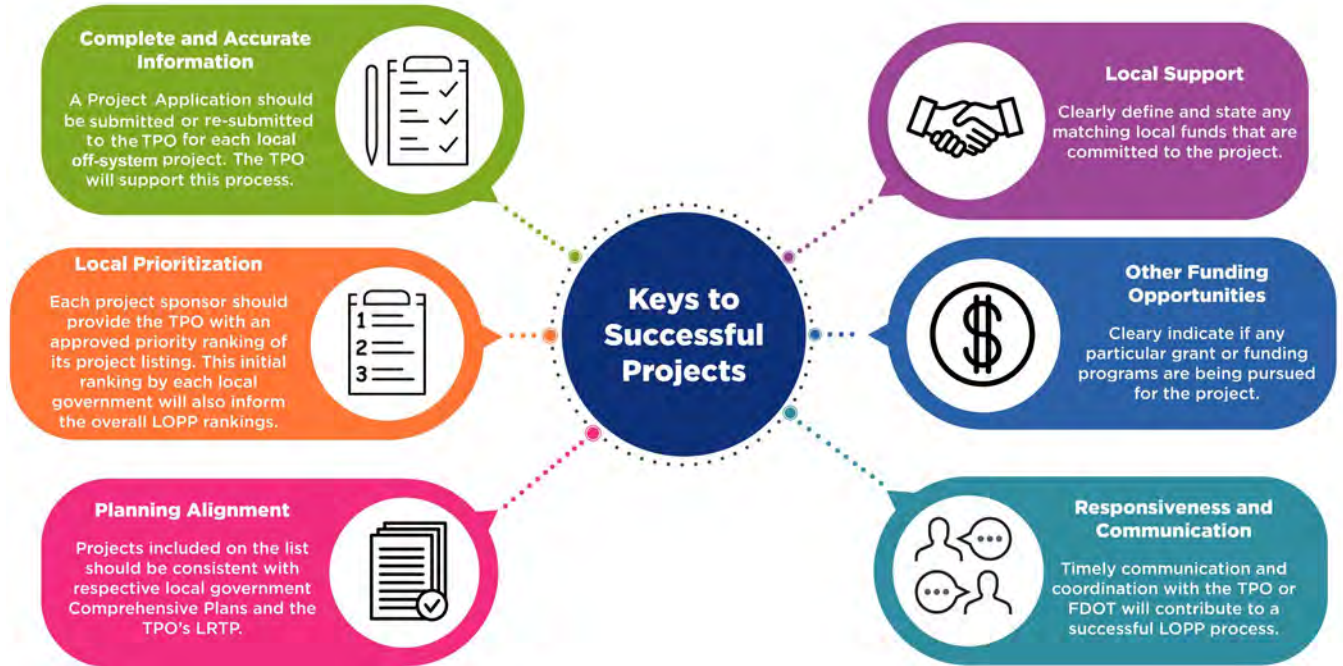 Complete and Accurate
Information
A Project Application should
be submitted or re-submitted
to the TPO for each local
off-system project. The TPO
will support this process.
Local Prioritization
Each project sponsor should
provide the TPO with an
approved priority ranking of
its project listing. This initial
ranking by each local
government will also inform
the overall LOPP rankings.
1
2
3
Planning Alignment
Projects included on the list
should be consistent with
respective local government
Comprehensive Plans and the
TPO's LRTP.
Keys to
Successful
Projects
Local Support
Clearly define and state any
matching local funds that are
committed to the project.
Other Funding
Opportunities
Cleary indicate if any
particular grant or funding
programs are being pursued
for the project.
$
Responsiveness and
Communication
Timely communication and
coordination with the TPO or
FDOT will contribute to a
successful LOPP process.